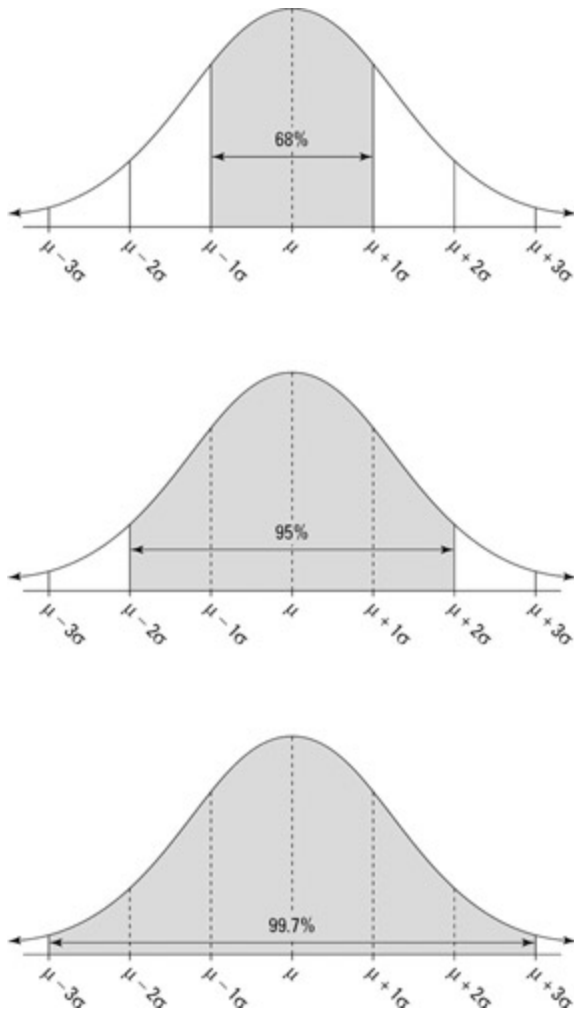 68%
μ – 3σ μ – 2σ μ – 1σ μ μ + 1σ μ + 2σ μ + 3σ
95%
μ – 3σ μ – 2σ μ – 1σ μ μ + 1σ μ + 2σ μ + 3σ
99.7%
μ – 3σ μ – 2σ μ – 1σ μ μ + 1σ μ + 2σ μ + 3σ